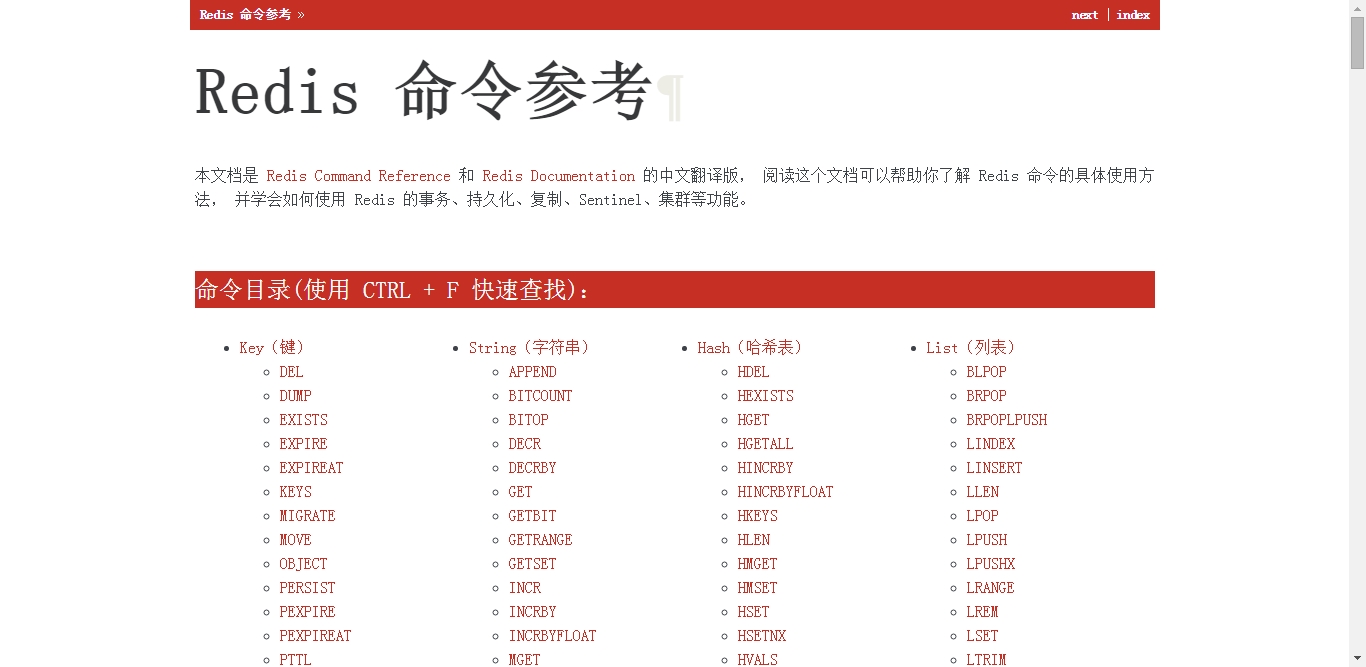 Redis 命令参考 »
next | index
Redis 命令参考¶
本文档是 Redis Command Reference 和 Redis Documentation 的中文翻译版， 阅读这个文档可以帮助你了解 Redis 命令的具体使用方
法， 并学会如何使用 Redis 的事务、持久化、复制、Sentinel、集群等功能。
命令目录(使用 CTRL + F 快速查找)：
Key（键）
DEL
DUMP
EXISTS
EXPIRE
EXPIREAT
KEYS
MIGRATE
MOVE
OBJECT
PERSIST
PEXPIRE
PEXPIREAT
PTTL
String（字符串）
APPEND
BITCOUNT
BITOP
DECR
DECRBY
GET
GETBIT
GETRANGE
GETSET
INCR
INCRBY
INCRBYFLOAT
MGET
Hash（哈希表）
HDEL
HEXISTS
HGET
HGETALL
HINCRBY
HINCRBYFLOAT
HKEYS
HLEN
HMGET
HMSET
HSET
HSETNX
HVALS
List（列表）
BLPOP
BRPOP
BRPOPLPUSH
LINDEX
LINSERT
LLEN
LPOP
LPUSH
LPUSHX
LRANGE
LREM
LSET
LTRIM